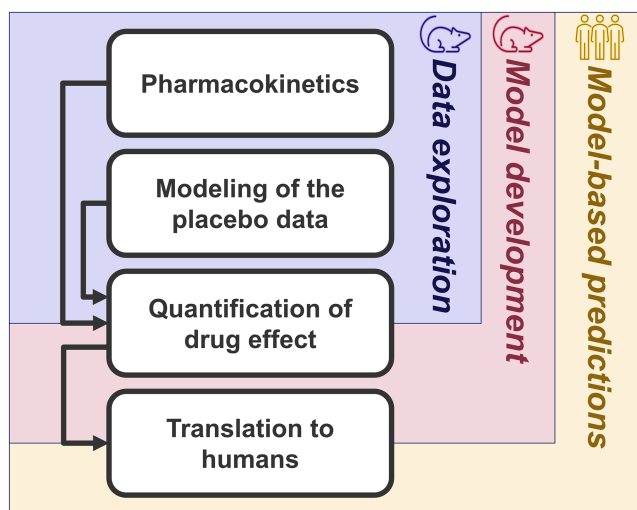 Pharmacokinetics
Modeling of the
placebo data
Quantification of
drug effect
Translation to
humans
Data exploration
Model development
Model-based predictions